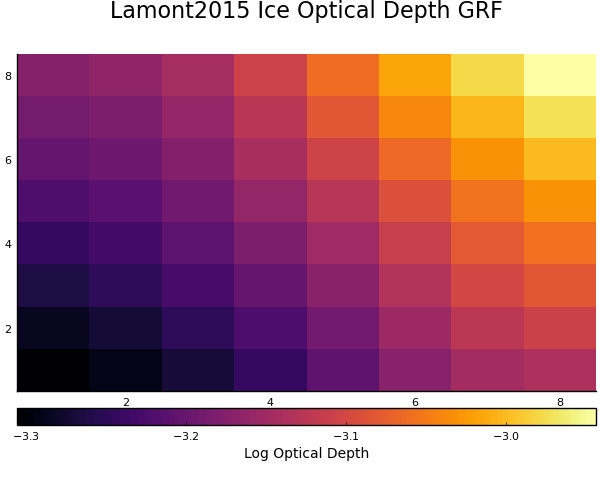 Lamont2015 Ice Optical Depth GRF
8
6
4
2
2 4 6 8
−3.3 −3.2 −3.1 −3.0
Log Optical Depth